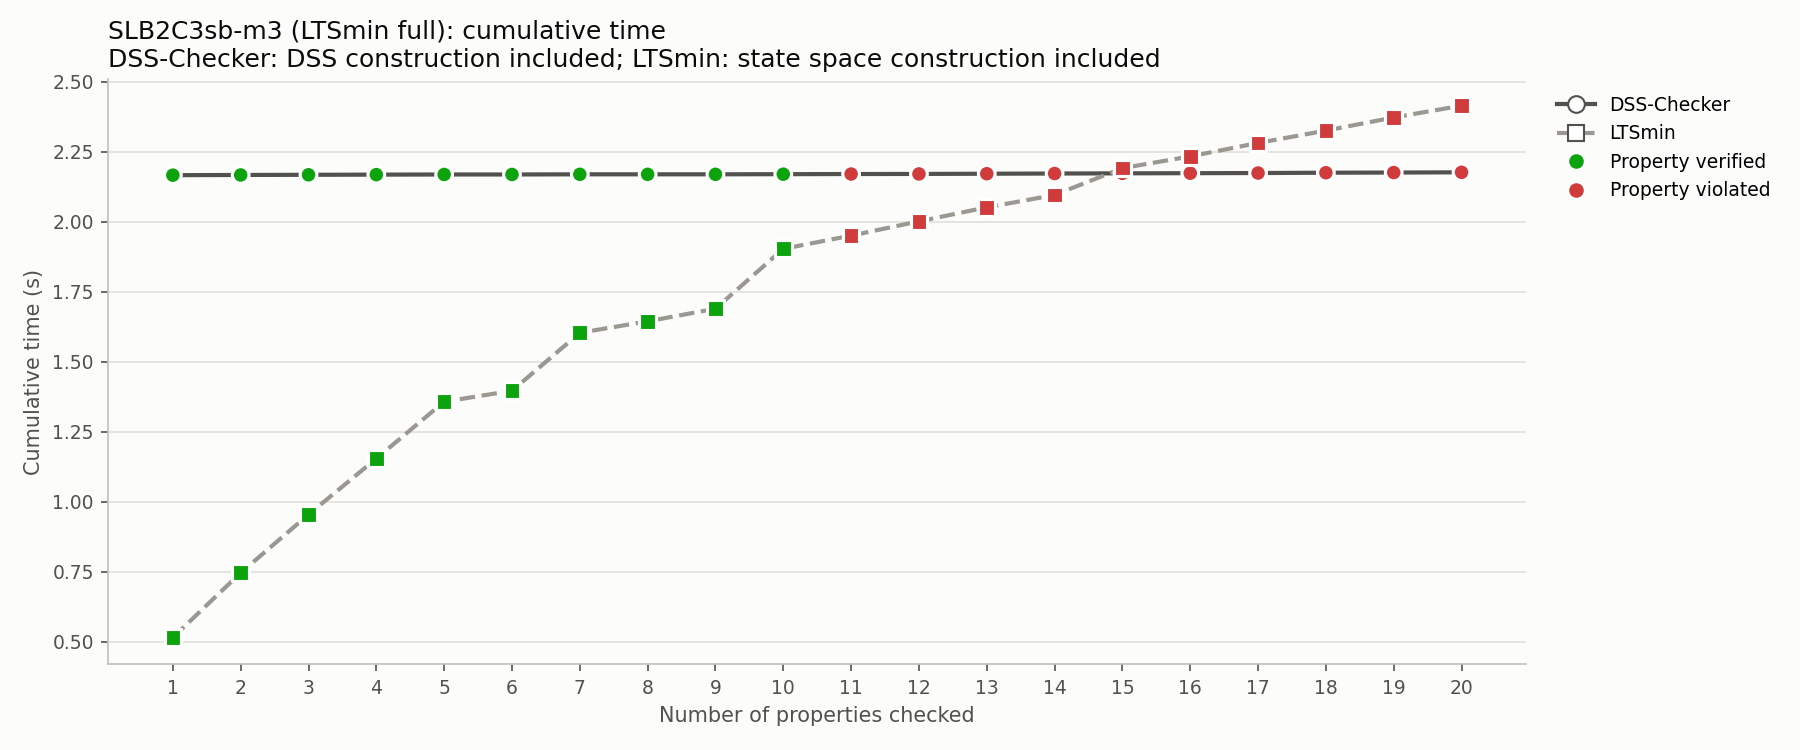 SLB2C3sb-m3 (LTSmin full): cumulative time
DSS-Checker: DSS construction included; LTSmin: state space construction included
2.50
2.25
2.00
1.75
1.50
1.25
1.00
0.75
0.50
Cumulative time (s)
1 2 3 4 5 6 7 8 9 10 11 12 13 14 15 16 17 18 19 20
Number of properties checked
DSS-Checker
LTSmin
Property verified
Property violated